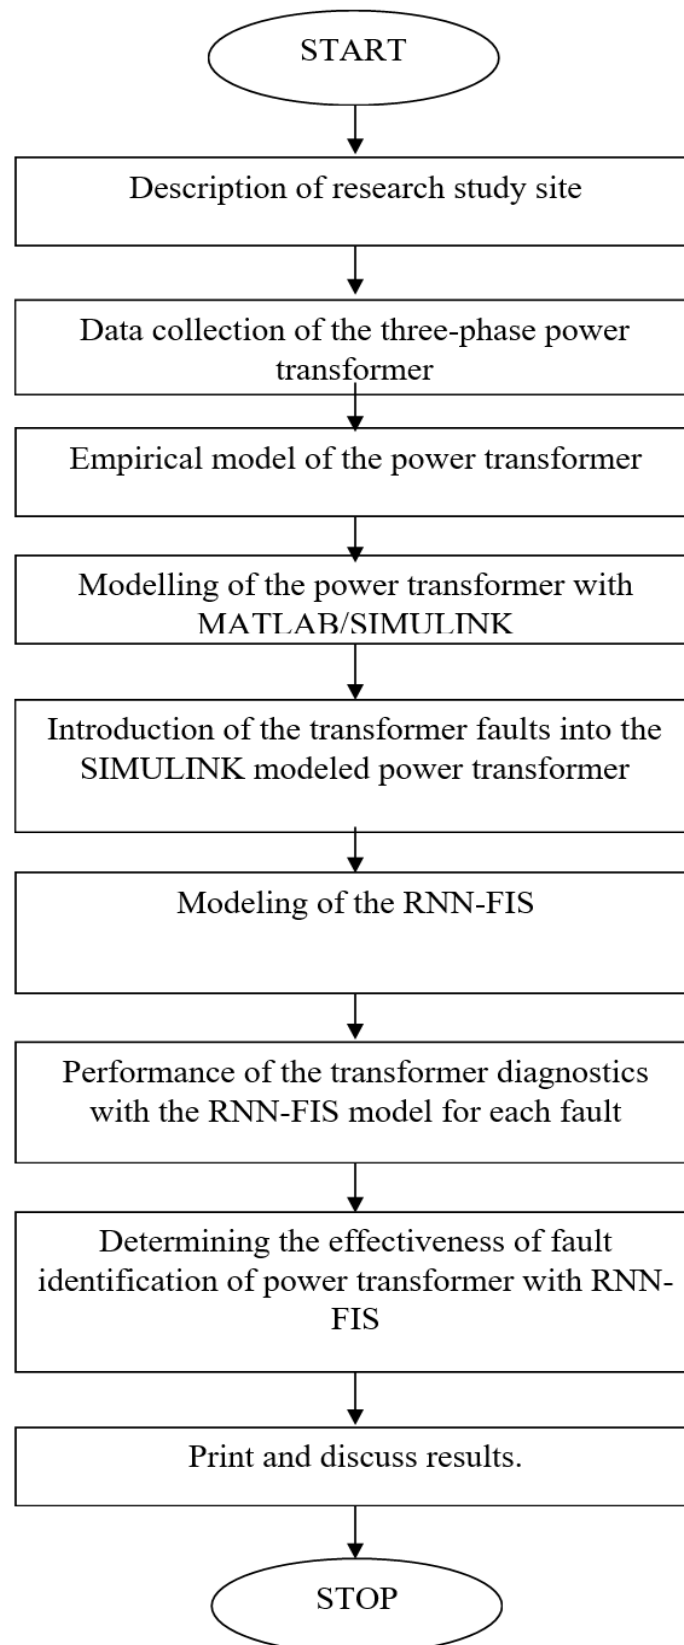 START
Description of research study site
Data collection of the three-phase power
transformer
Empirical model of the power transformer
Modelling of the power transformer with
MATLAB/SIMULINK
Introduction of the transformer faults into the
SIMULINK modeled power transformer
Modeling of the RNN-FIS
Performance of the transformer diagnostics
with the RNN-FIS model for each fault
Determining the effectiveness of fault
identification of power transformer with RNN-
FIS
Print and discuss results.
STOP